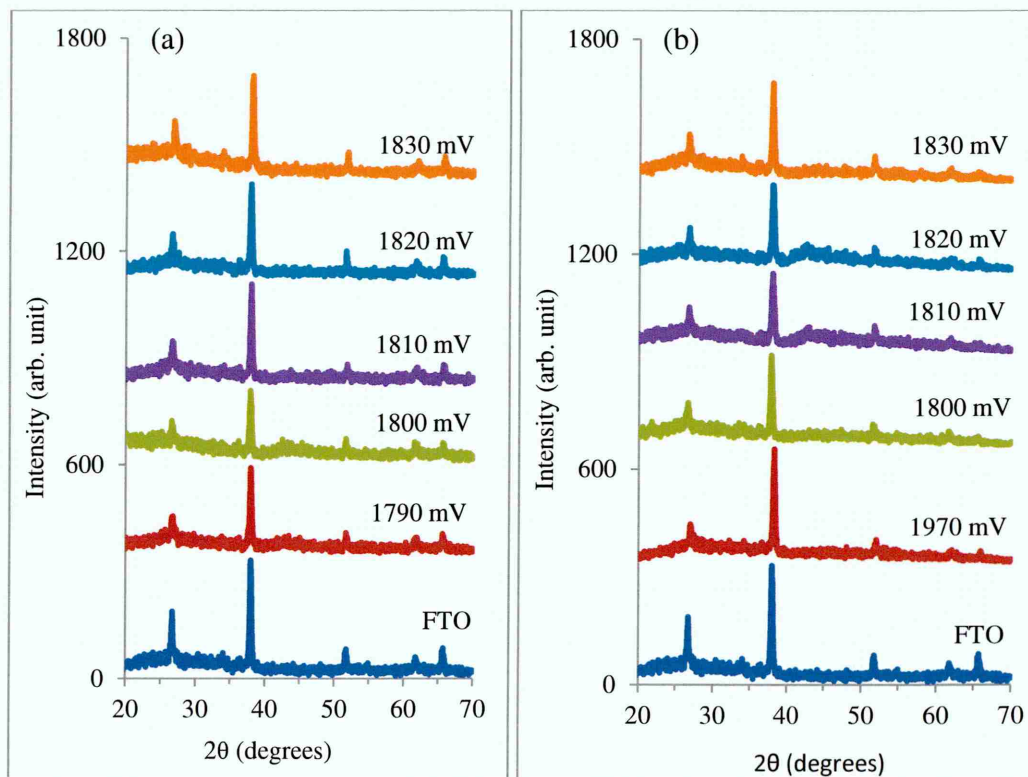 1800
(a)
1830 mV
1820 mV
1200
1810 mV
1800 mV
600
1790 mV
FTO
0
20 30 40 50 60 70
2θ (degrees)
Intensity (arb. unit)
1800
(b)
1830 mV
1820 mV
1200
1810 mV
1800 mV
600
1970 mV
FTO
0
20 30 40 50 60 70
2θ (degrees)
Intensity (arb. unit)